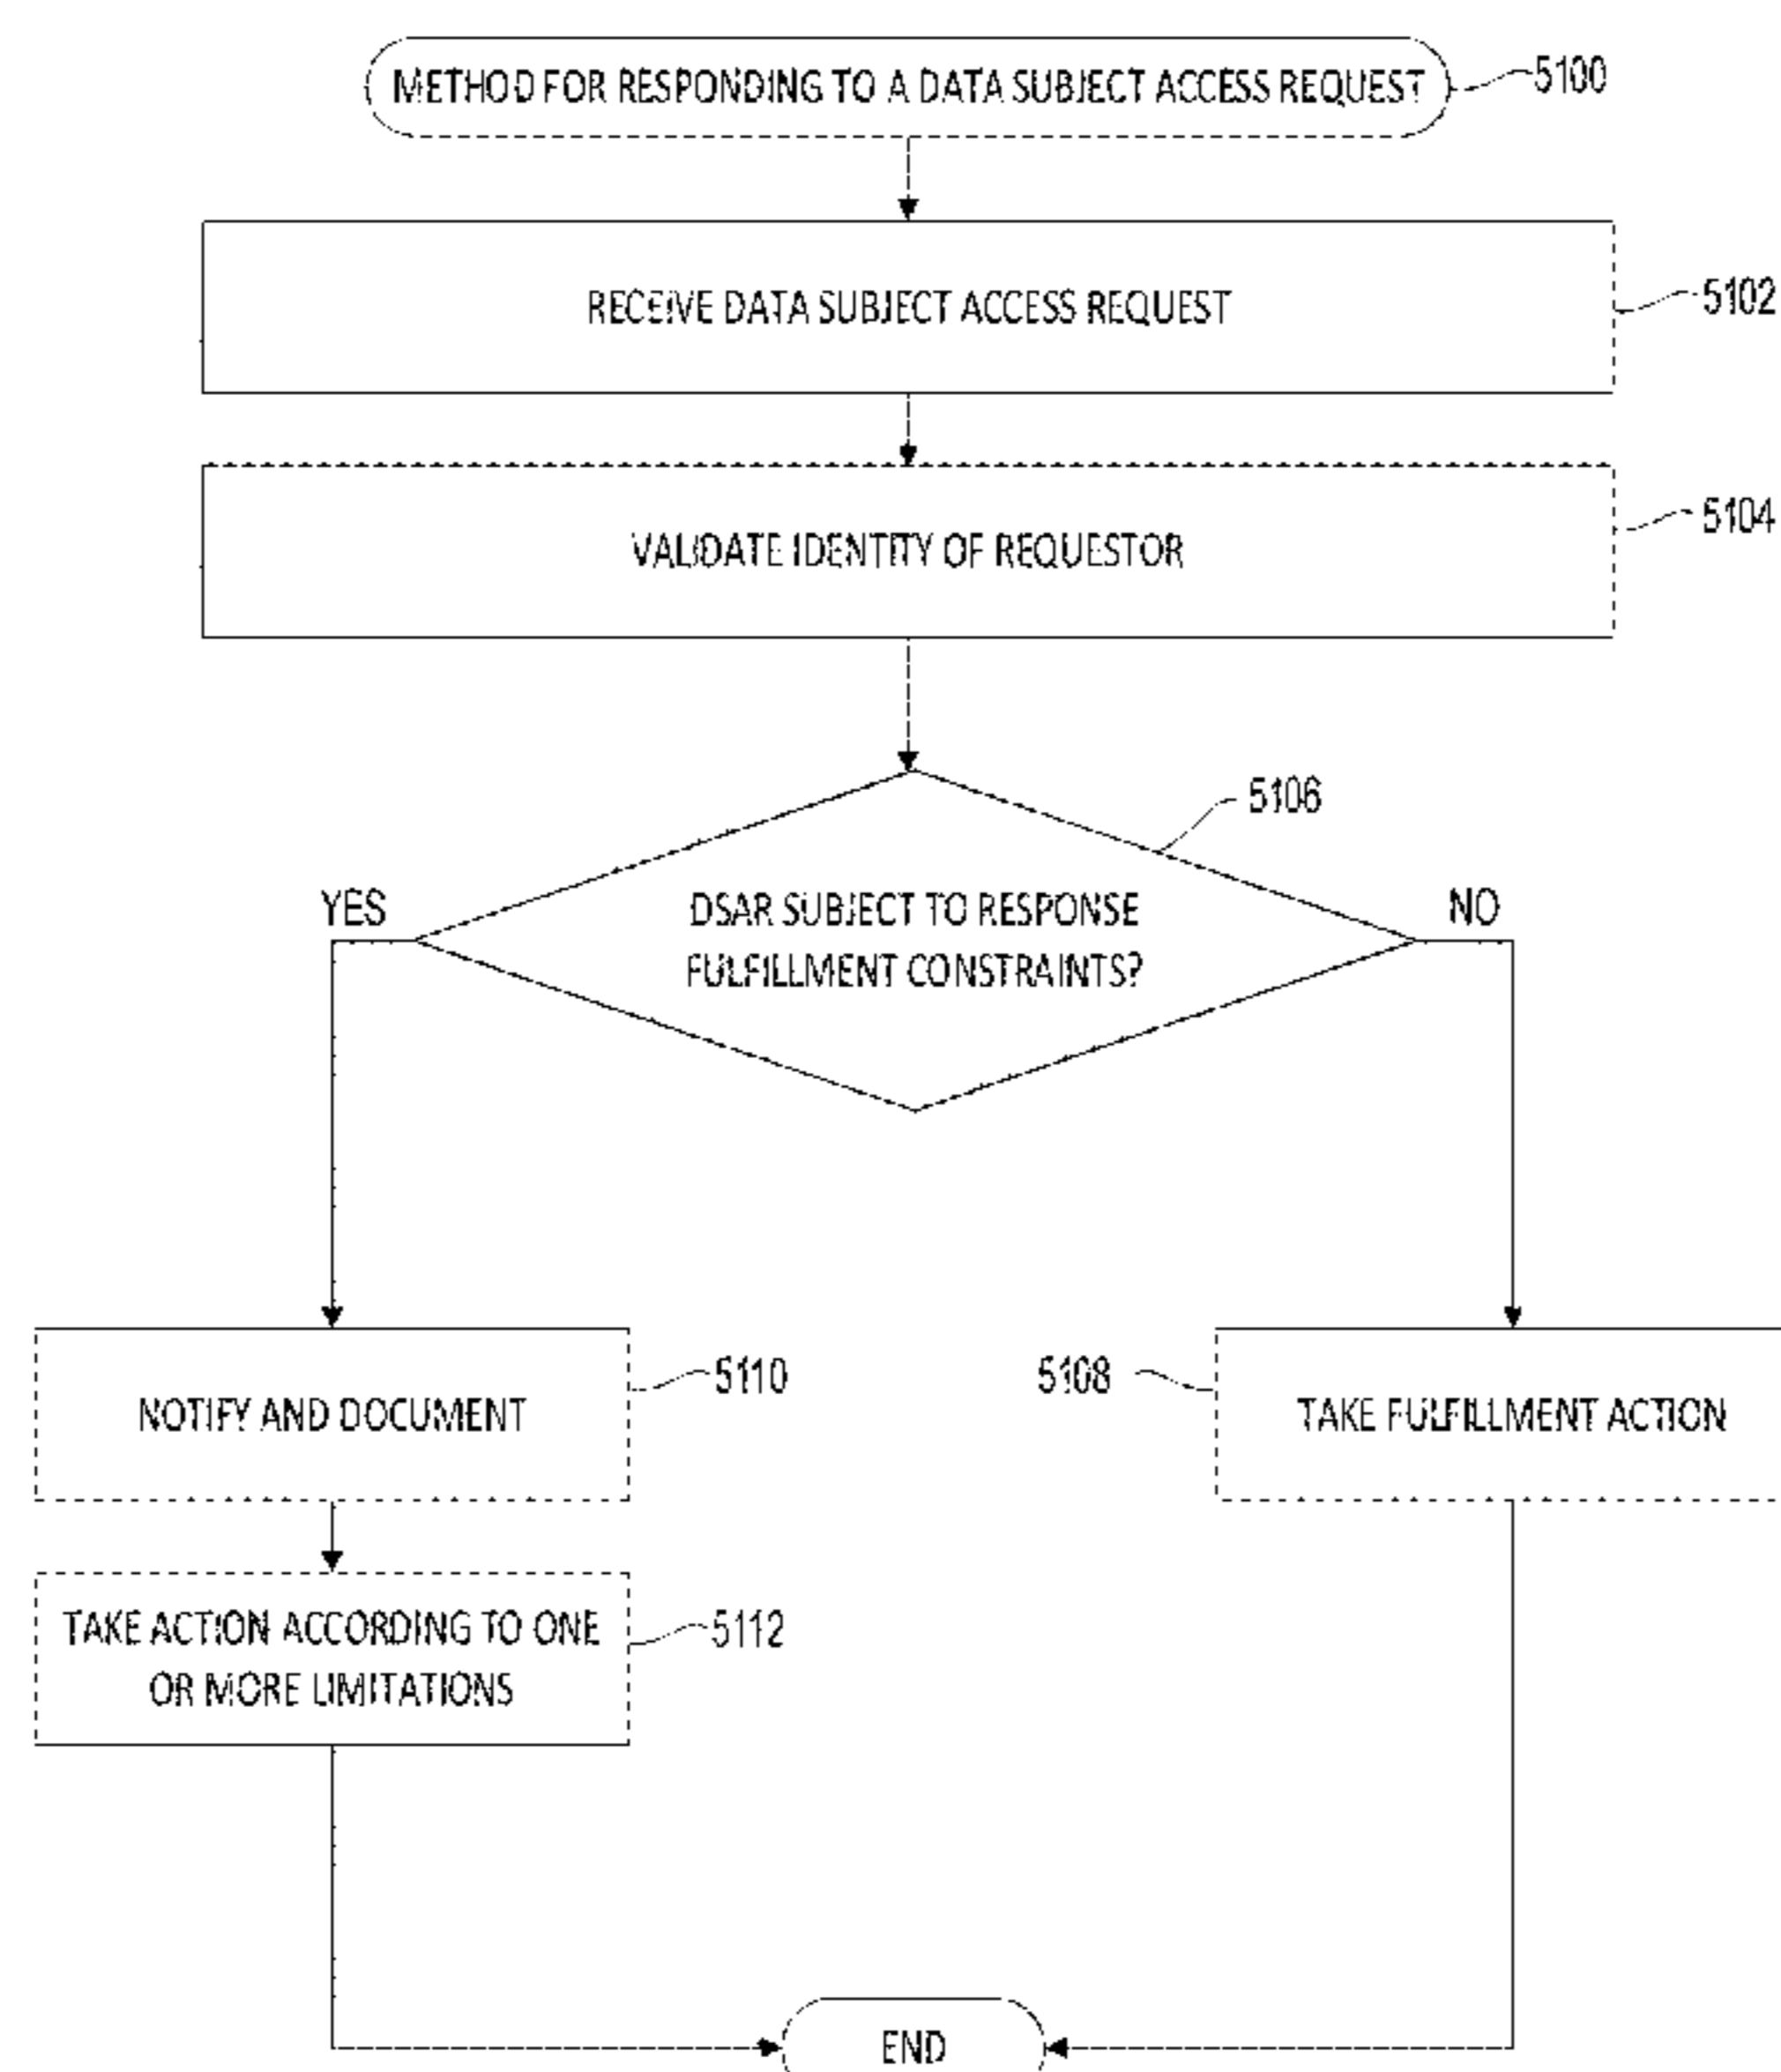 METHOD FOR RESPONDING TO A DATA SUBJECT ACCESS REQUEST
5100
RECEIVE DATA SUBJECT ACCESS REQUEST
5102
VALIDATE IDENTITY OF REQUESTOR
5104
5106
YES
DSAR SUBJECT TO RESPONSE
FULFILLMENT CONSTRAINTS?
NO
NOTIFY AND DOCUMENT
5110
5108
TAKE FULFILLMENT ACTION
TAKE ACTION ACCORDING TO ONE
OR MORE LIMITATIONS
5112
END